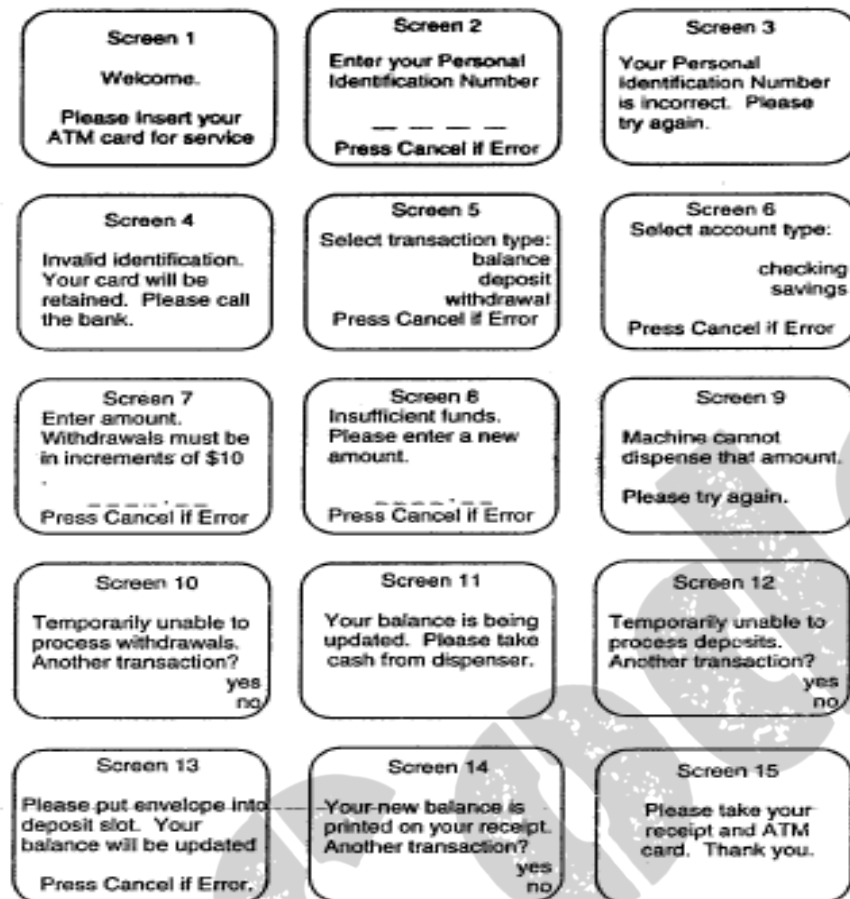 Screen 1
Welcome.
Please Insert your
ATM card for service
Screen 2
Enter your Personal
Identification Number
_ _ _ _
Press Cancel if Error
Screen 3
Your Personal
Identification Number
is incorrect. Please
try again.
Screen 4
Invalid identification.
Your card will be
retained. Please call
the bank.
Screen 5
Select transaction type:
balance
deposit
withdrawal
Press Cancel if Error
Screen 6
Select account type:
checking
savings
Press Cancel if Error
Screen 7
Enter amount.
Withdrawals must be
in increments of $10
.
Press Cancel if Error
Screen 8
Insufficient funds.
Please enter a new
amount.
Press Cancel if Error
Screen 9
Machine cannot
dispense that amount.
Please try again.
Screen 10
Temporarily unable to
process withdrawals.
Another transaction?
yes
no
Screen 11
Your balance is being
updated. Please take
cash from dispenser.
Screen 12
Temporarily unable to
process deposits.
Another transaction?
yes
no
Screen 13
Please put envelope into
deposit slot. Your
balance will be updated
Press Cancel if Error.
Screen 14
Your new balance is
printed on your receipt.
Another transaction?
yes
no
Screen 15
Please take your
receipt and ATM
card. Thank you.